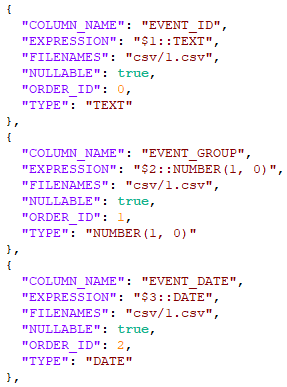 {
  "COLUMN_NAME": "EVENT_ID",
  "EXPRESSION": "$1::TEXT",
  "FILENAMES": "csv/1.csv",
  "NULLABLE": true,
  "ORDER_ID": 0,
  "TYPE": "TEXT"
},
{
  "COLUMN_NAME": "EVENT_GROUP",
  "EXPRESSION": "$2::NUMBER(1, 0)",
  "FILENAMES": "csv/1.csv",
  "NULLABLE": true,
  "ORDER_ID": 1,
  "TYPE": "NUMBER(1, 0)"
},
{
  "COLUMN_NAME": "EVENT_DATE",
  "EXPRESSION": "$3::DATE",
  "FILENAMES": "csv/1.csv",
  "NULLABLE": true,
  "ORDER_ID": 2,
  "TYPE": "DATE"
},